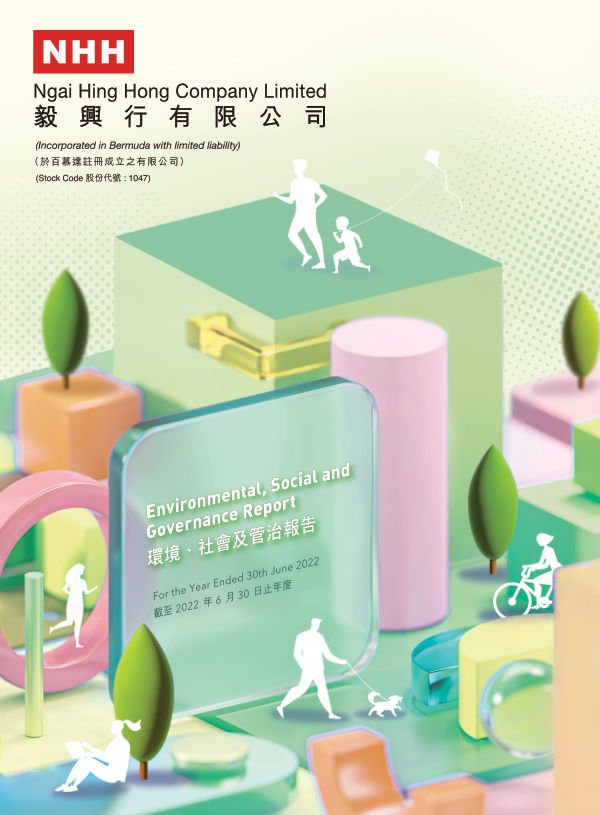 NHH
Ngai Hing Hong Company Limited
毅興行有限公司
(Incorporated in Bermuda with limited liability)
（於百慕達註冊成立之有限公司）
(Stock Code 股份代號 : 1047)
Environmental, Social and
Governance Report
環境、社會及管治報告
For the Year Ended 30th June 2022
截至 2022 年 6 月 30 日止年度